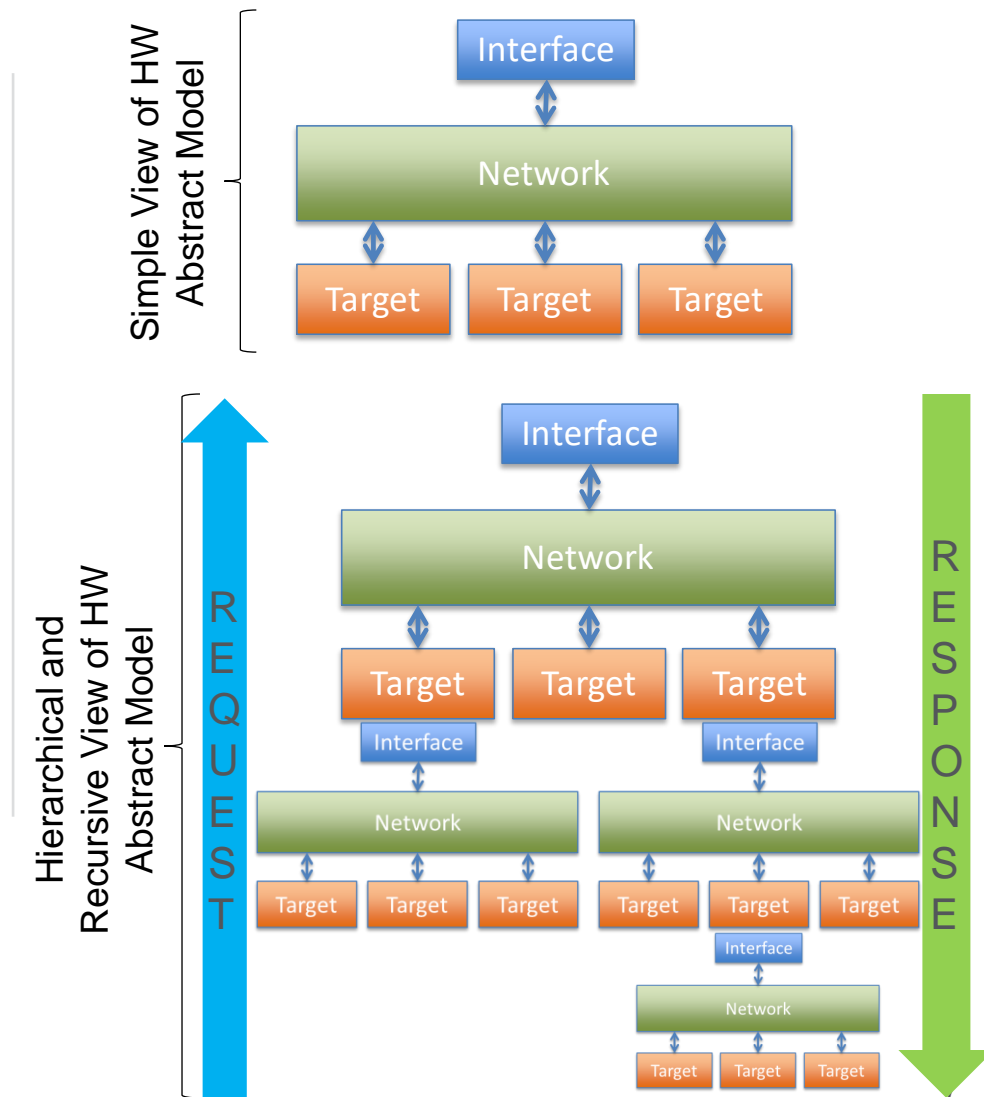 Simple View of HW
Abstract Model
Interface
Network
Target Target Target
Hierarchical and
Recursive View of HW
Abstract Model
REQUEST
RESPONSE
Interface
Network
Target Target Target
Interface Interface
Network Network
Target Target Target Target Target Target
Interface
Network
Target Target Target